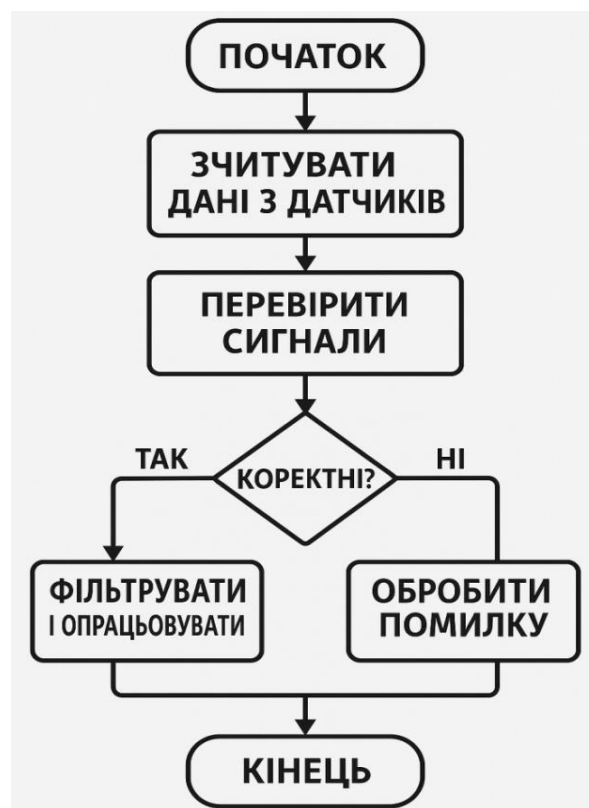 ПОЧАТОК
ЗЧИТУВАТИ
ДАНІ З ДАТЧИКІВ
ПЕРЕВІРИТИ
СИГНАЛИ
КОРЕКТНІ?
ТАК
НІ
ФІЛЬТРУВАТИ
І ОПРАЦЬОВУВАТИ
ОБРОБИТИ
ПОМИЛКУ
КІНЕЦЬ